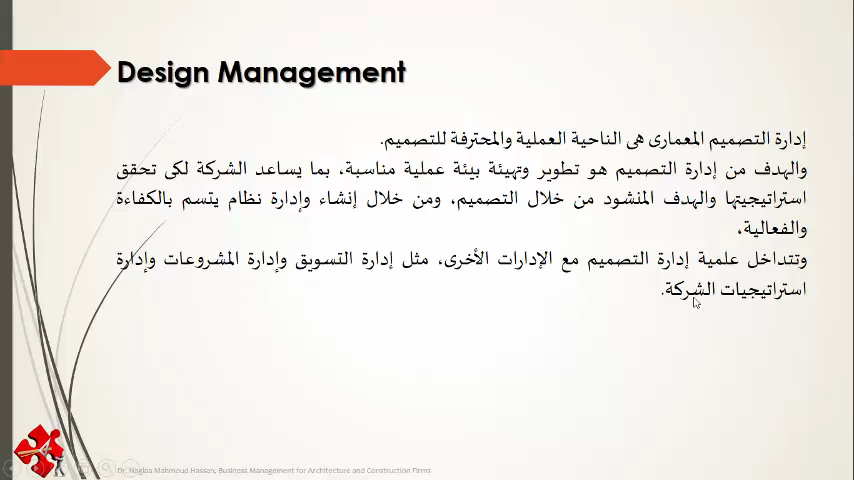 Design Management
إدارة التصميم المعمارى هى الناحية العملية والمحترفة للتصميم.
والهدف من إدارة التصميم هو تطوير وتهيئة بيئة عملية مناسبة، بما يساعد الشركة لكى تحقق
استراتيجيتها والهدف المنشود من خلال التصميم، ومن خلال إنشاء وإدارة نظام يتسم بالكفاءة
والفعالية،
وتتداخل علمية إدارة التصميم مع الإدارات الأخرى، مثل إدارة التسويق وإدارة المشروعات وإدارة
استراتيجيات الشركة.
Dr. Naglaa Mahmoud Hassan, Business Management for Architecture and Construction Firms